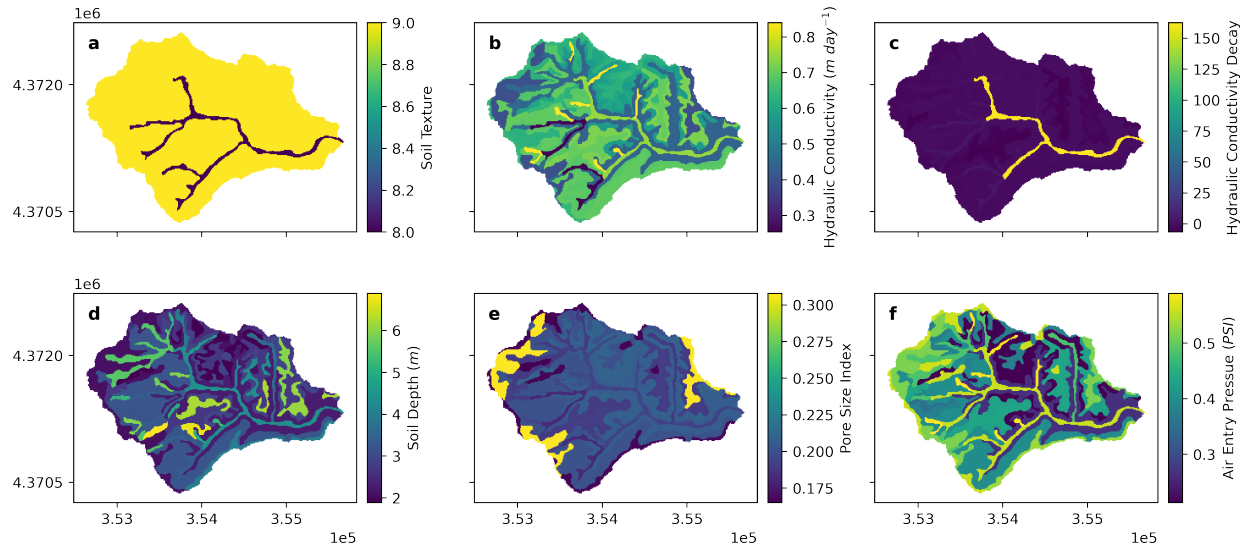 1e6
a
4.3720
4.3705
9.0
8.8
8.6
8.4
8.2
8.0
Soil Texture
b
0.8
0.7
0.6
0.5
0.4
0.3
Hydraulic Conductivity (m day⁻¹)
c
150
125
100
75
50
25
0
Hydraulic Conductivity Decay
1e6
d
4.3720
4.3705
3.53
3.54
3.55
1e5
6
5
4
3
2
Soil Depth (m)
e
3.53
3.54
3.55
1e5
0.300
0.275
0.250
0.225
0.200
0.175
Pore Size Index
f
3.53
3.54
3.55
1e5
0.5
0.4
0.3
Air Entry Pressue (PSI)